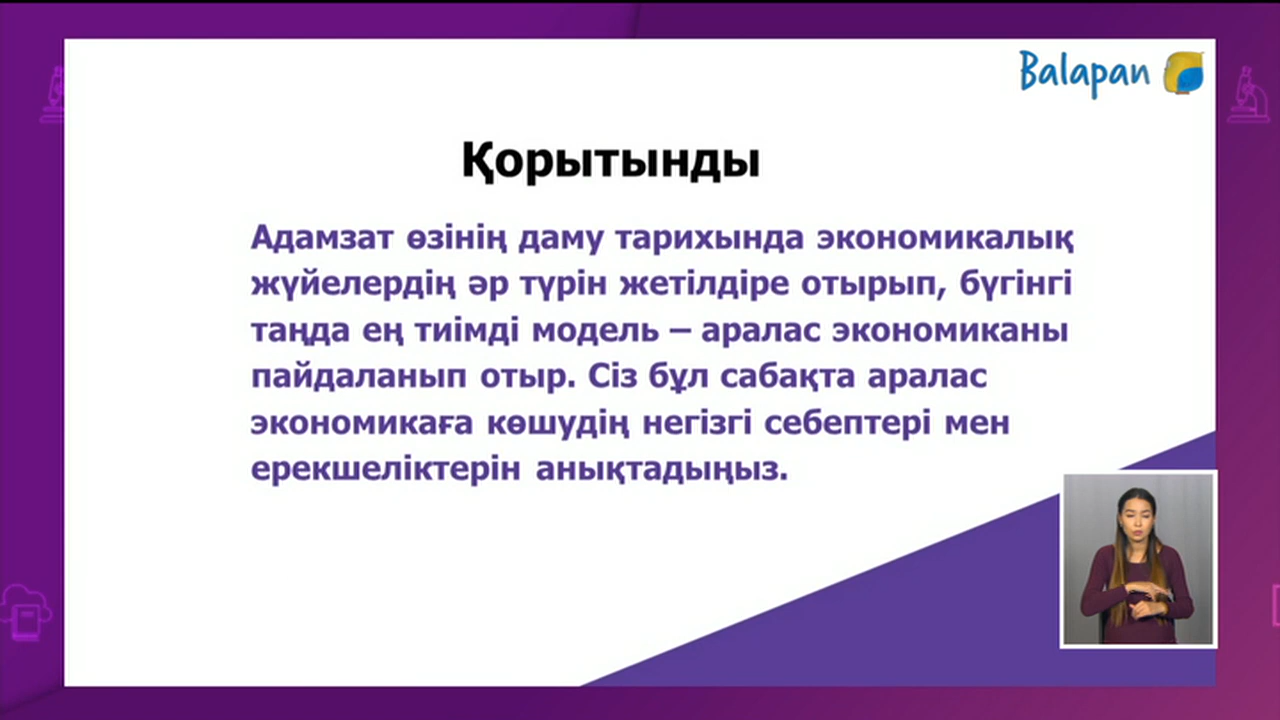 Balapan
Қорытынды
Адамзат өзінің даму тарихында экономикалық
жүйелердің әр түрін жетілдіре отырып, бүгінгі
таңда ең тиімді модель – аралас экономиканы
пайдаланып отыр. Сіз бұл сабақта аралас
экономикаға көшудің негізгі себептері мен
ерекшеліктерін анықтадыңыз.